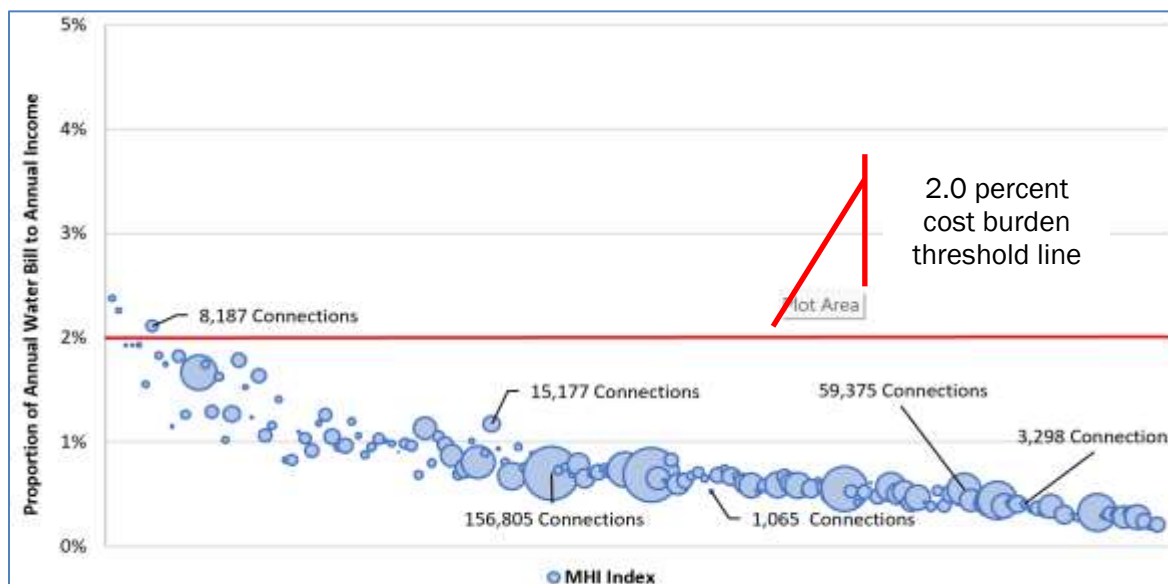 Proportion of Annual Water Bill to Annual Income
5%
4%
3%
2%
1%
0%
2.0 percent
cost burden
threshold line
Plot Area
8,187 Connections
15,177 Connections
59,375 Connections
3,298 Connection
156,805 Connections
1,065 Connections
MHI Index